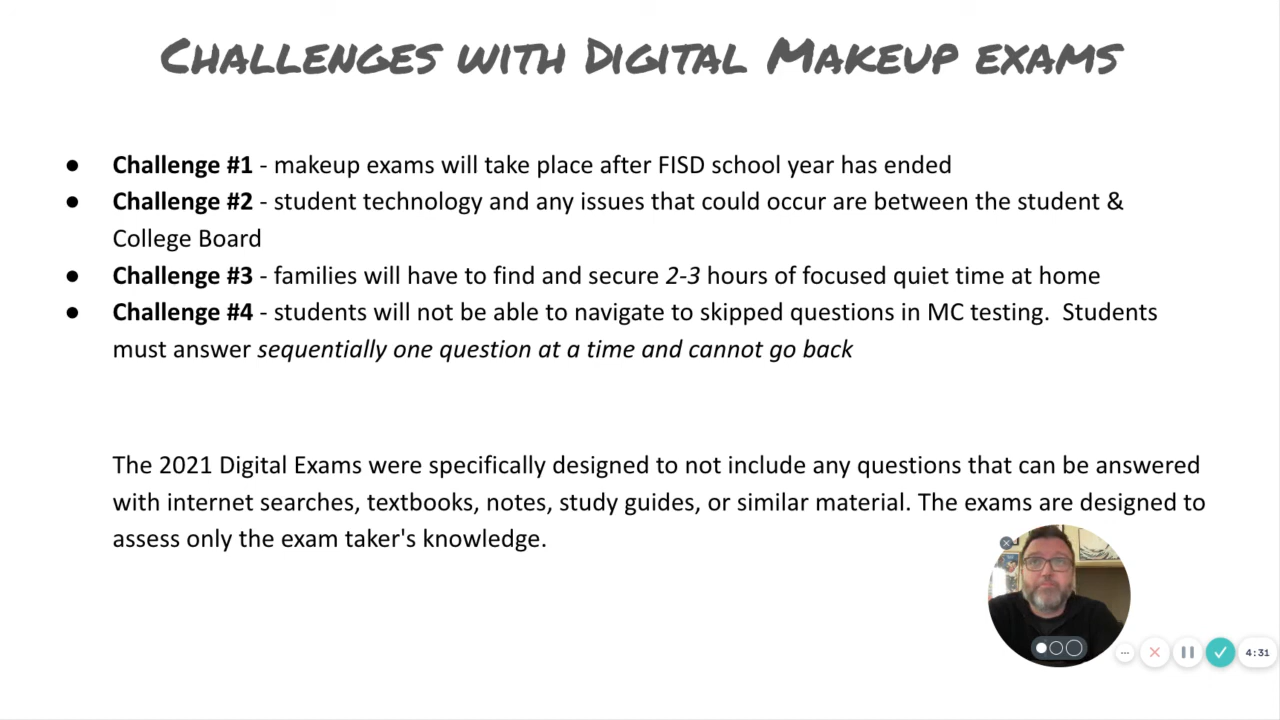 CHALLENGES WITH DIGITAL MAKEUP EXAMS
● Challenge #1 - makeup exams will take place after FISD school year has ended
● Challenge #2 - student technology and any issues that could occur are between the student &
College Board
● Challenge #3 - families will have to find and secure 2-3 hours of focused quiet time at home
● Challenge #4 - students will not be able to navigate to skipped questions in MC testing.  Students
must answer sequentially one question at a time and cannot go back
The 2021 Digital Exams were specifically designed to not include any questions that can be answered
with internet searches, textbooks, notes, study guides, or similar material. The exams are designed to
assess only the exam taker's knowledge.
4:31